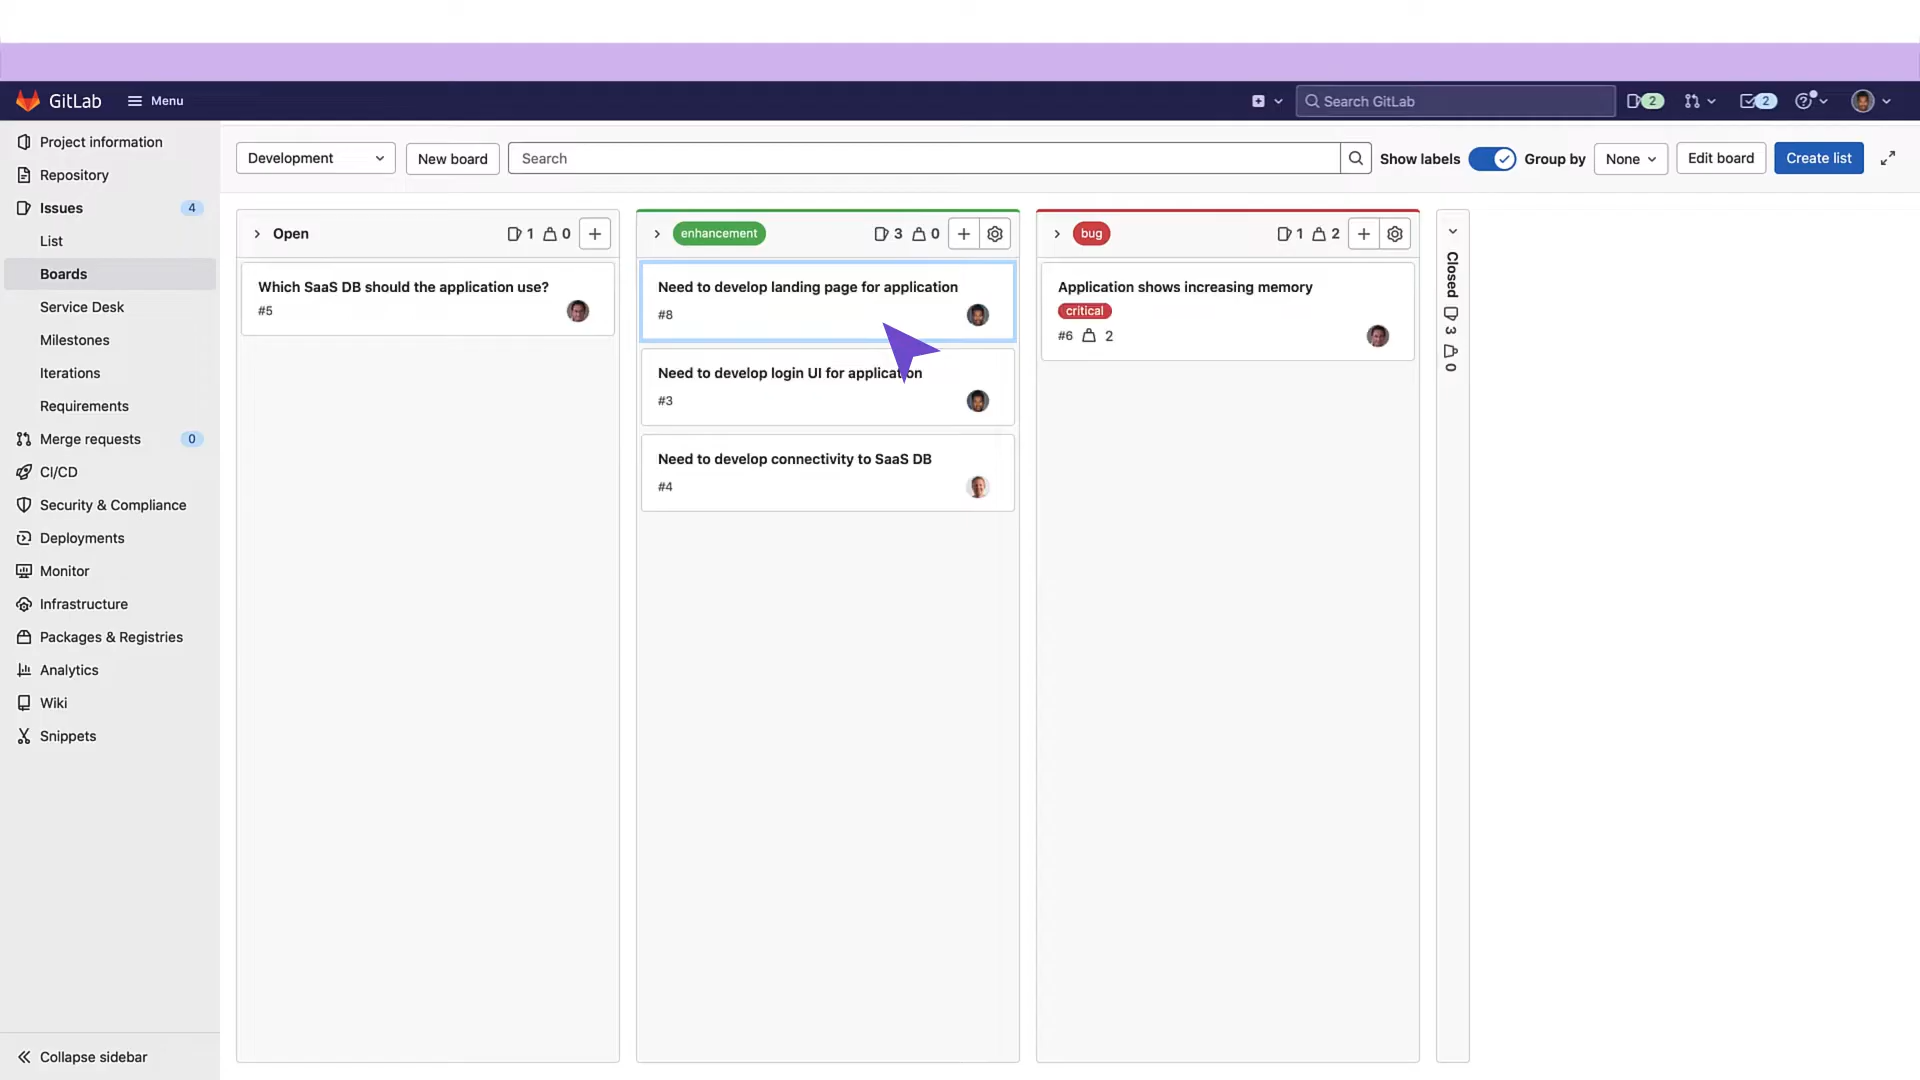 GitLab
Menu
Search GitLab
2
2
Project information
Repository
Issues 4
List
Boards
Service Desk
Milestones
Iterations
Requirements
Merge requests 0
CI/CD
Security & Compliance
Deployments
Monitor
Infrastructure
Packages & Registries
Analytics
Wiki
Snippets
Collapse sidebar
Development
New board
Search
Show labels
Group by
None
Edit board
Create list
Open 1 0
Which SaaS DB should the application use?
#5
enhancement 3 0
Need to develop landing page for application
#8
Need to develop login UI for application
#3
Need to develop connectivity to SaaS DB
#4
bug 1 2
Application shows increasing memory
critical
#6 2
Closed 3 0